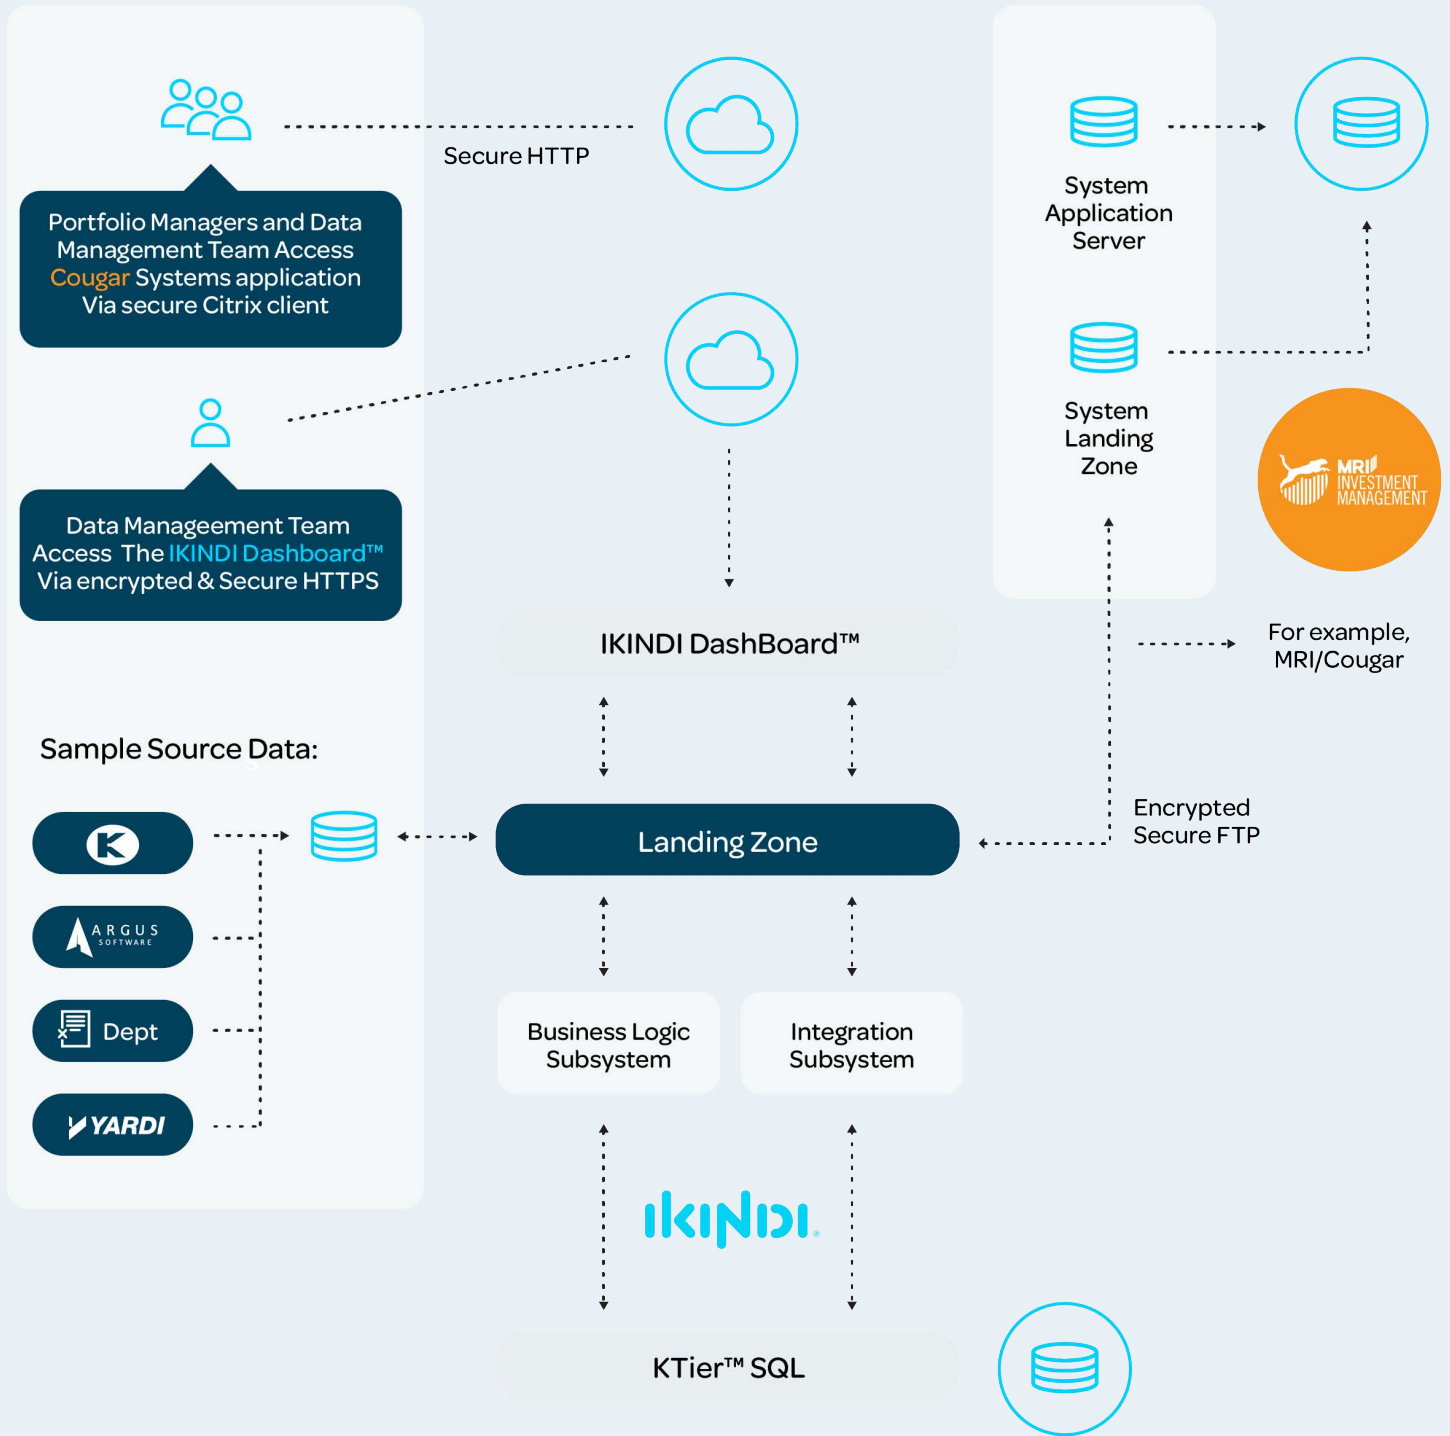 Secure HTTP
Portfolio Managers and Data
Management Team Access
Cougar Systems application
Via secure Citrix client
Data Manageement Team
Access The IKINDI Dashboard™
Via encrypted & Secure HTTPS
System
Application
Server
System
Landing
Zone
MRI
INVESTMENT
MANAGEMENT
For example,
MRI/Cougar
IKINDI DashBoard™
Sample Source Data:
K
ARGUS
SOFTWARE
Dept
YARDI
Landing Zone
Encrypted
Secure FTP
Business Logic
Subsystem
Integration
Subsystem
IKINDI®
KTier™ SQL